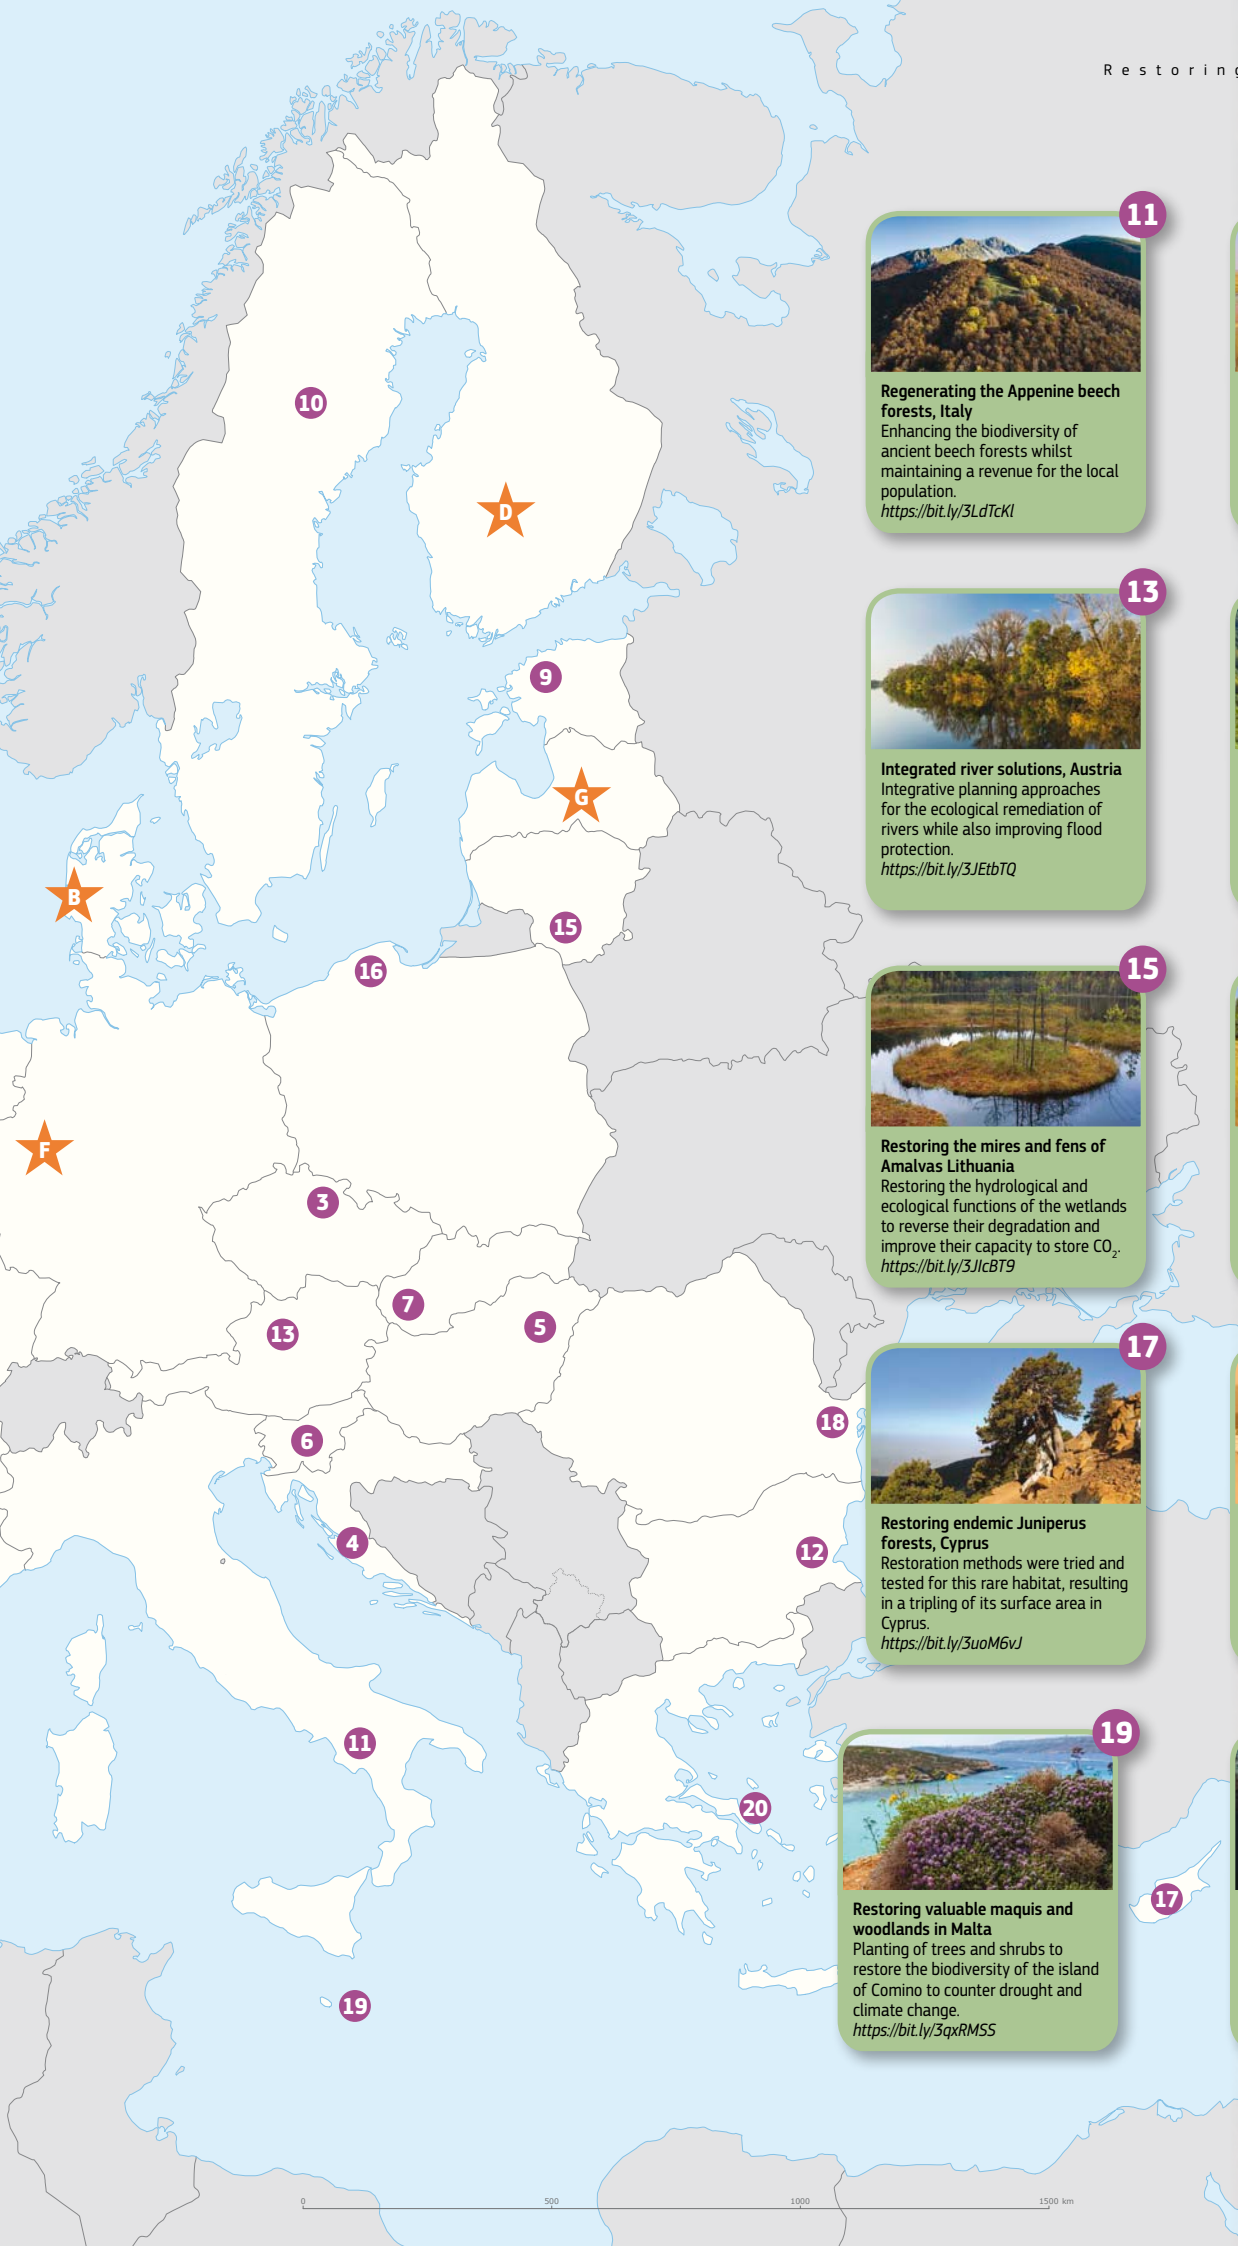 Restoring
10
D
9
G
B
15
16
F
3
7
5
13
18
6
4
12
11
20
17
19
0 500 1000 1500 km
11
Regenerating the Appenine beech
forests, Italy
Enhancing the biodiversity of
ancient beech forests whilst
maintaining a revenue for the local
population.
https://bit.ly/3LdTcKl
13
Integrated river solutions, Austria
Integrative planning approaches
for the ecological remediation of
rivers while also improving flood
protection.
https://bit.ly/3JEtbTQ
15
Restoring the mires and fens of
Amalvas Lithuania
Restoring the hydrological and
ecological functions of the wetlands
to reverse their degradation and
improve their capacity to store CO2.
https://bit.ly/3JIcBT9
17
Restoring endemic Juniperus
forests, Cyprus
Restoration methods were tried and
tested for this rare habitat, resulting
in a tripling of its surface area in
Cyprus.
https://bit.ly/3uoM6vJ
19
Restoring valuable maquis and
woodlands in Malta
Planting of trees and shrubs to
restore the biodiversity of the island
of Comino to counter drought and
climate change.
https://bit.ly/3qxRMSS